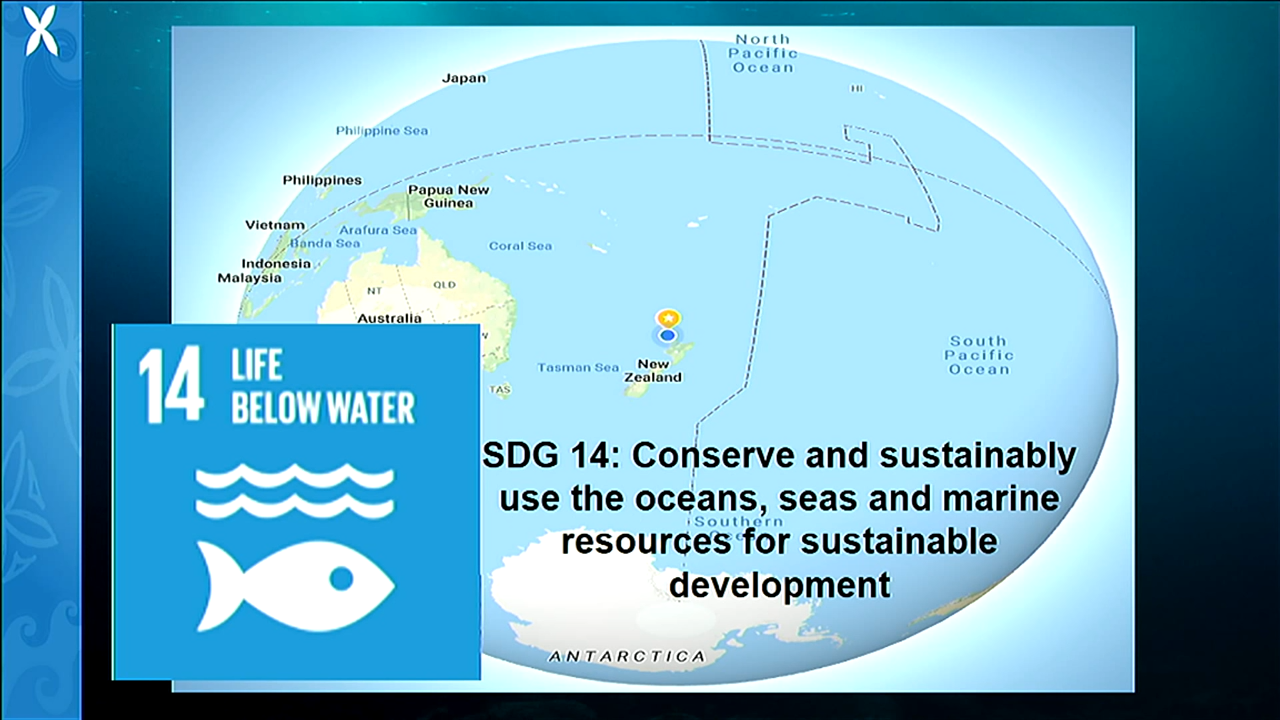 North
Pacific
Ocean
Japan
HI
Philippine Sea
Philippines
Papua New
Guinea
Vietnam
Arafura Sea
Banda Sea
Coral Sea
Indonesia
Malaysia
NT
QLD
Australia
South
Pacific
Ocean
Tasman Sea
New
Zealand
TAS
14 LIFE
BELOW WATER
SDG 14: Conserve and sustainably
use the oceans, seas and marine
resources for sustainable
development
Southern
ANTARCTICA